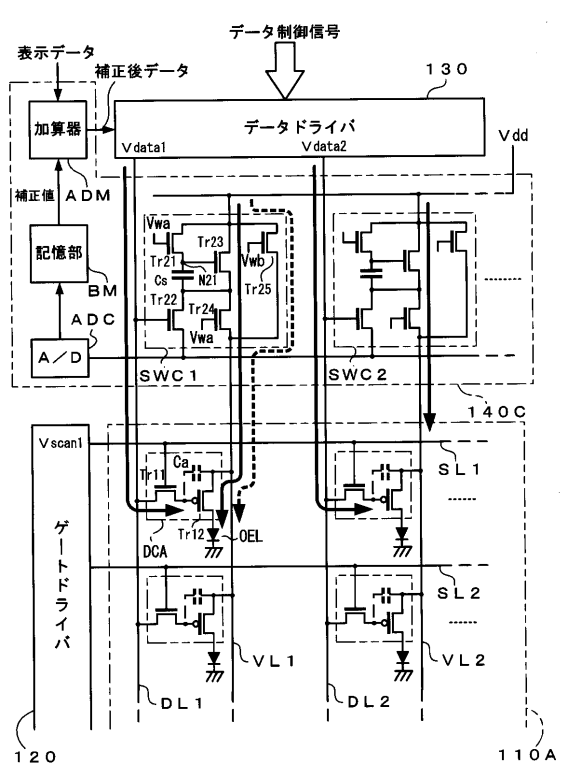 データ制御信号
表示データ
補正後データ
130
加算器
データドライバ
Vdata1
Vdata2
Vdd
ADM
補正値
記憶部
BM
ADC
A/D
Vwa
Tr21
Cs
N21
Tr23
Vwb
Tr25
Tr22
Tr24
Vwa
SWC1
SWC2
140C
Vscan1
SL1
Tr11
Ca
Tr12
DCA
OEL
ゲートドライバ
SL2
VL1
VL2
DL1
DL2
120
110A